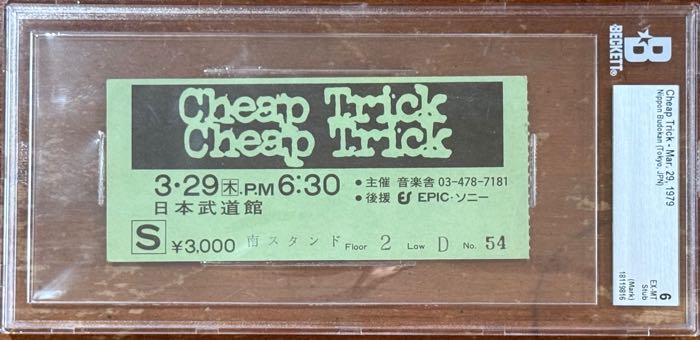 Cheap Trick
Cheap Trick
3・29㊍.P.M 6:30
日本武道館
●主催 音楽舎 03-478-7181
●後援 EPIC・ソニー
S ¥3,000 南スタンド Floor 2 Low D No. 54
B
BECKETT®
Cheap Trick - Mar. 29, 1979
Nippon Budokan (Tokyo, JPN)
6
EX-MT
Stub
(Mark)
18119816